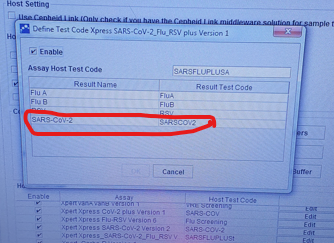 Host Setting
Use Cepheid Link (Only check if you have the Cepheid Link middleware solution for sample
Define Test Code Xpress SARS-CoV-2_Flu_RSV plus Version 1
Enable
Assay Host Test Code
SARSFLUPLUSA
Result Name Result Test Code
Flu A FluA
Flu B FluB
RSV RSV
SARS-CoV-2 SARSCOV2
Cancel
Buffer
Enable Assay Host Test Code
Xpert vanA vanB Version 1 VRE Screening Edit
Xpert Xpress CoV-2 plus Version 1 SARS-COV Edit
Xpert Xpress Flu-RSV Version 6 Flu Screening Edit
Xpert Xpress SARS-CoV-2 Version 2 SARS-COV Edit
Xpert Xpress_SARS-CoV-2_Flu_RSV V. SARSFLUPLUSt Edit